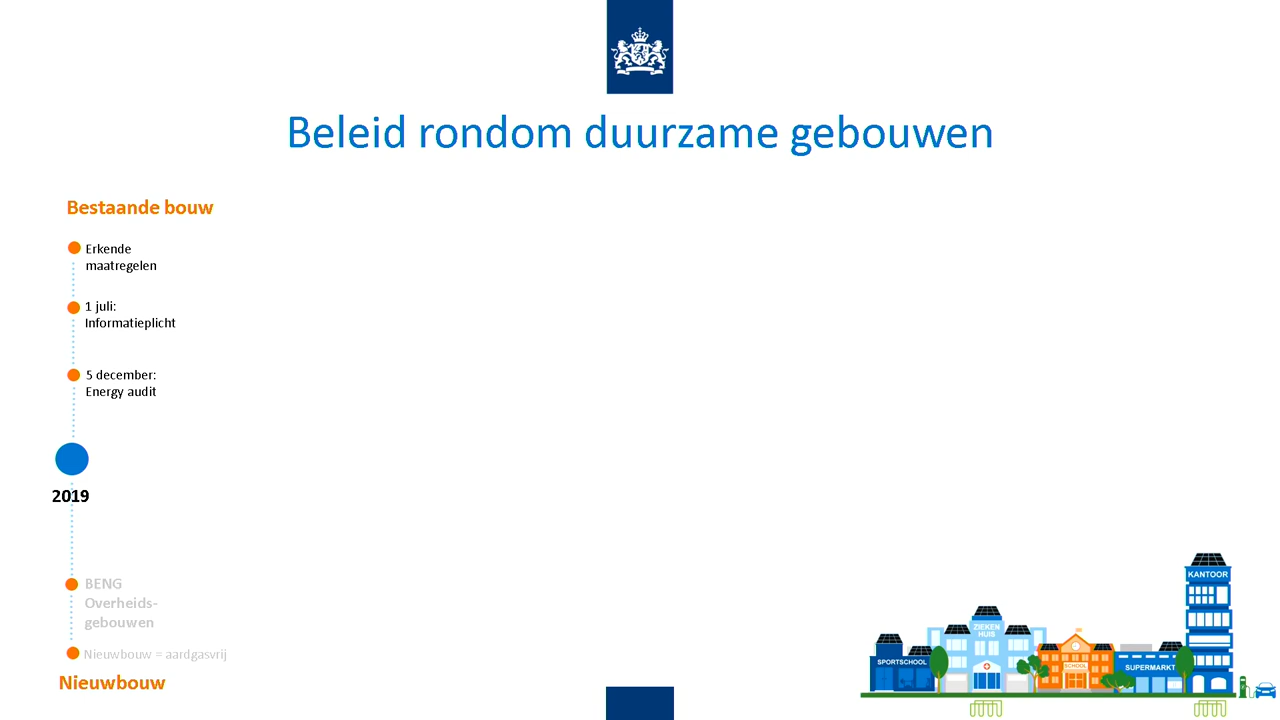 Beleid rondom duurzame gebouwen
Bestaande bouw
Erkende
maatregelen
1 juli:
Informatieplicht
5 december:
Energy audit
2019
BENG
Overheids-
gebouwen
Nieuwbouw = aardgasvrij
Nieuwbouw
SPORTSCHOOL
ZIEKEN
HUIS
SCHOOL
SUPERMARKT
KANTOOR